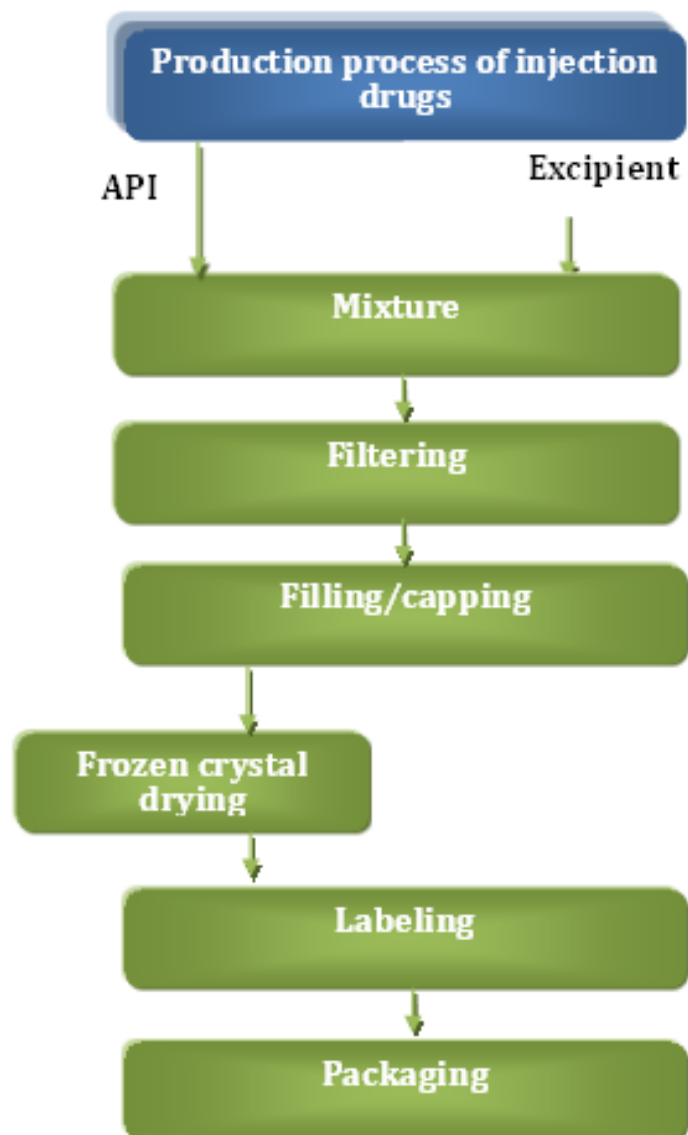 Production process of injection
drugs
API
Excipient
Mixture
Filtering
Filling/capping
Frozen crystal
drying
Labeling
Packaging